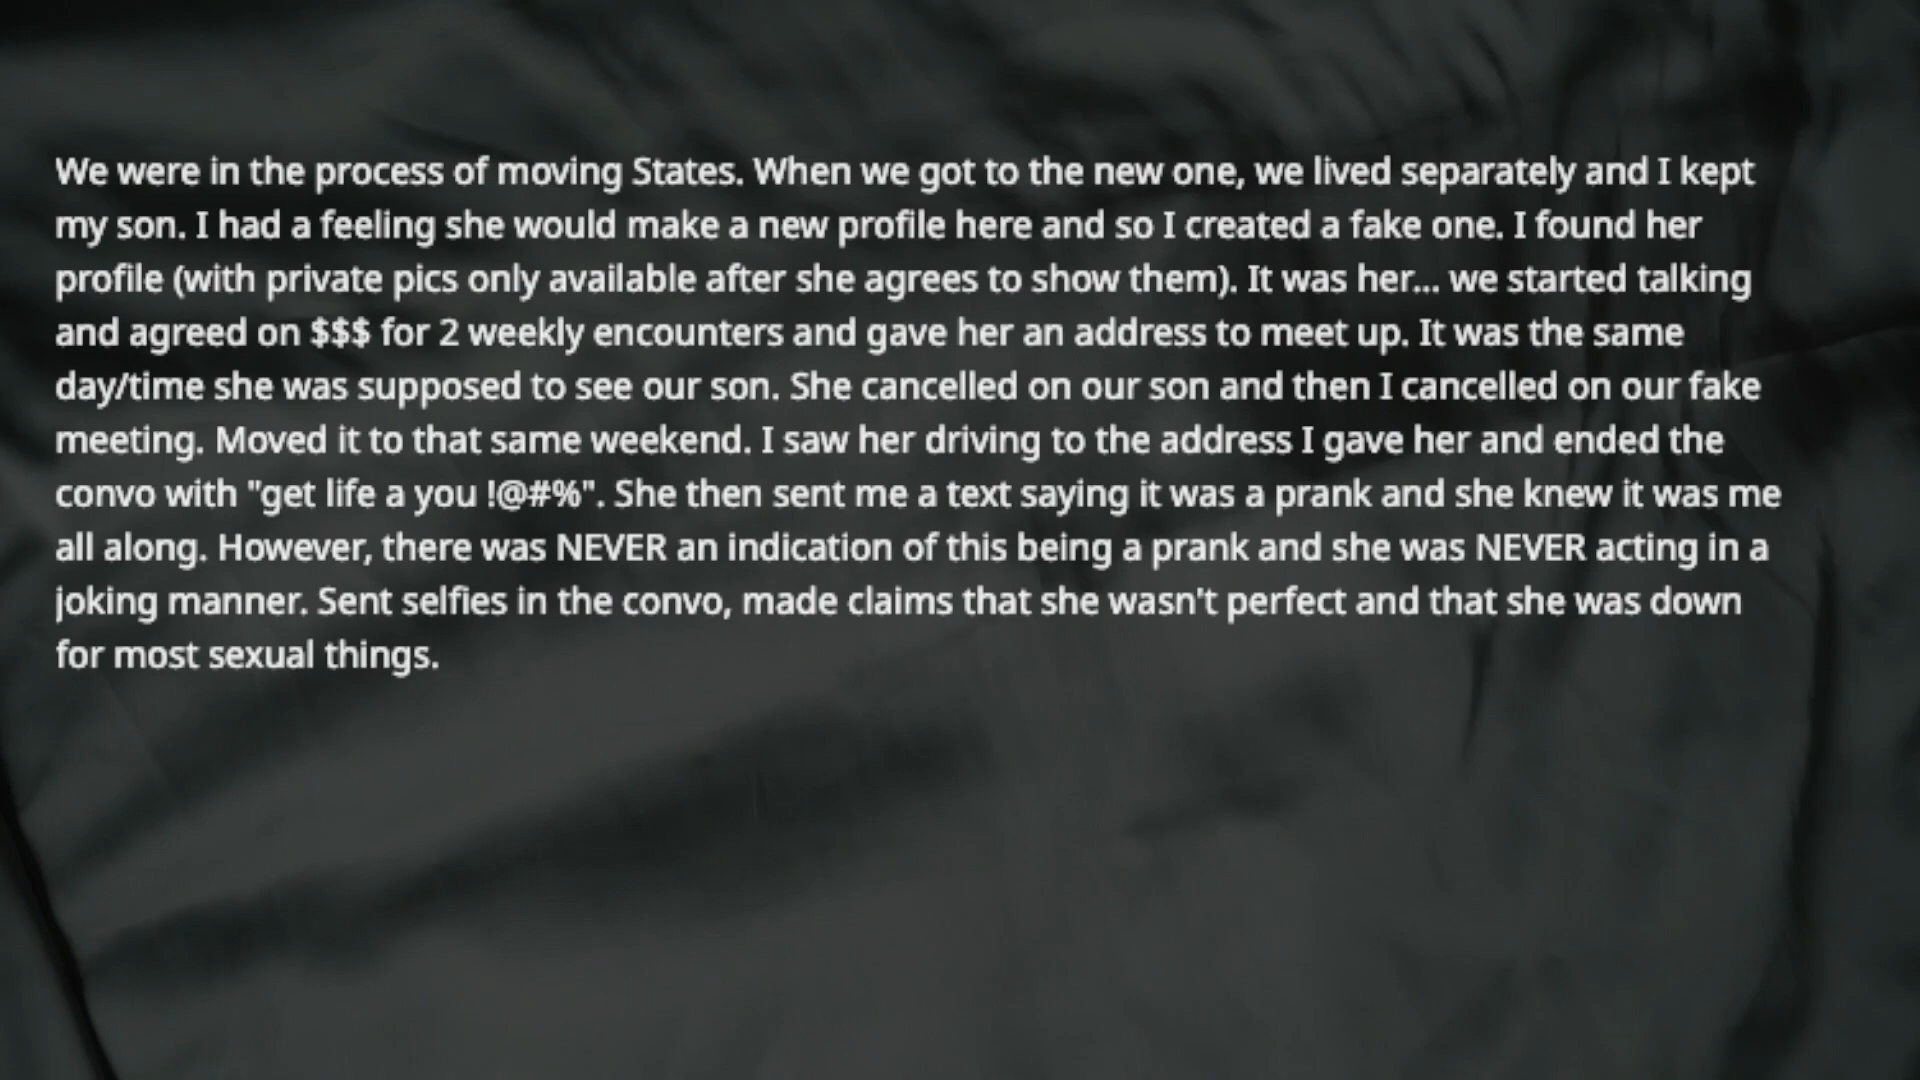 We were in the process of moving States. When we got to the new one, we lived separately and I kept
my son. I had a feeling she would make a new profile here and so I created a fake one. I found her
profile (with private pics only available after she agrees to show them). It was her... we started talking
and agreed on $$$ for 2 weekly encounters and gave her an address to meet up. It was the same
day/time she was supposed to see our son. She cancelled on our son and then I cancelled on our fake
meeting. Moved it to that same weekend. I saw her driving to the address I gave her and ended the
convo with "get life a you !@#%". She then sent me a text saying it was a prank and she knew it was me
all along. However, there was NEVER an indication of this being a prank and she was NEVER acting in a
joking manner. Sent selfies in the convo, made claims that she wasn't perfect and that she was down
for most sexual things.